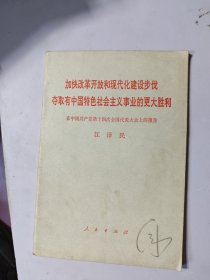 加快改革开放和现代化建设步伐
夺取有中国特色社会主义事业的更大胜利
在中国共产党第十四次全国代表大会上的报告
江泽民
人民出版社